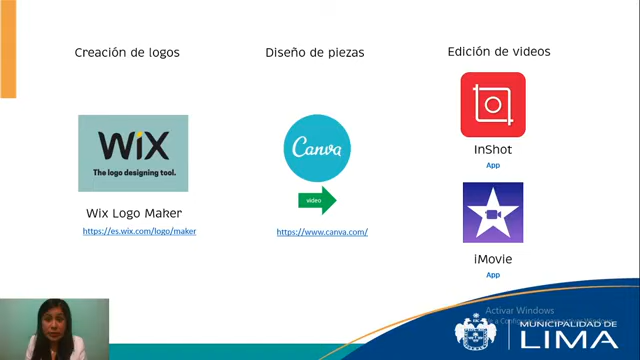 Creación de logos
Diseño de piezas
Edición de videos
WiX
The logo designing tool.
Wix Logo Maker
https://es.wix.com/logo/maker
Canva
video
https://www.canva.com/
InShot
App
iMovie
App
Activar Windows
MUNICIPALIDAD DE
LIMA